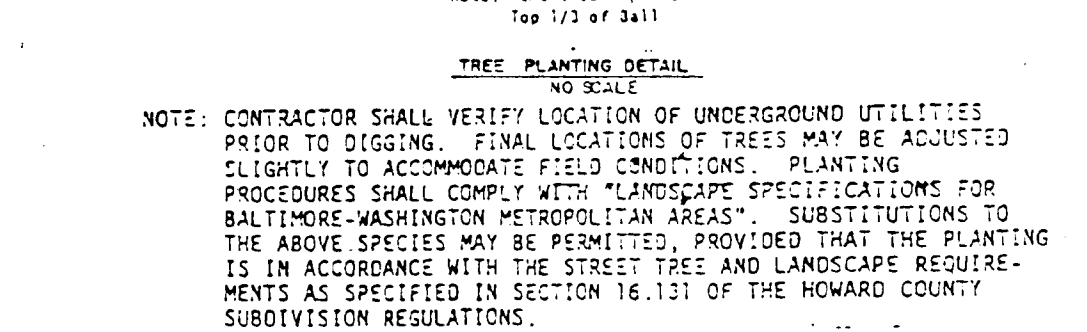 Top 1/3 of 3all
TREE PLANTING DETAIL
NO SCALE
NOTE: CONTRACTOR SHALL VERIFY LOCATION OF UNDERGROUND UTILITIES
PRIOR TO DIGGING. FINAL LOCATIONS OF TREES MAY BE ADJUSTED
SLIGHTLY TO ACCOMMODATE FIELD CONDITIONS. PLANTING
PROCEDURES SHALL COMPLY WITH "LANDSCAPE SPECIFICATIONS FOR
BALTIMORE-WASHINGTON METROPOLITAN AREAS". SUBSTITUTIONS TO
THE ABOVE SPECIES MAY BE PERMITTED, PROVIDED THAT THE PLANTING
IS IN ACCORDANCE WITH THE STREET TREE AND LANDSCAPE REQUIRE-
MENTS AS SPECIFIED IN SECTION 16.131 OF THE HOWARD COUNTY
SUBDIVISION REGULATIONS.